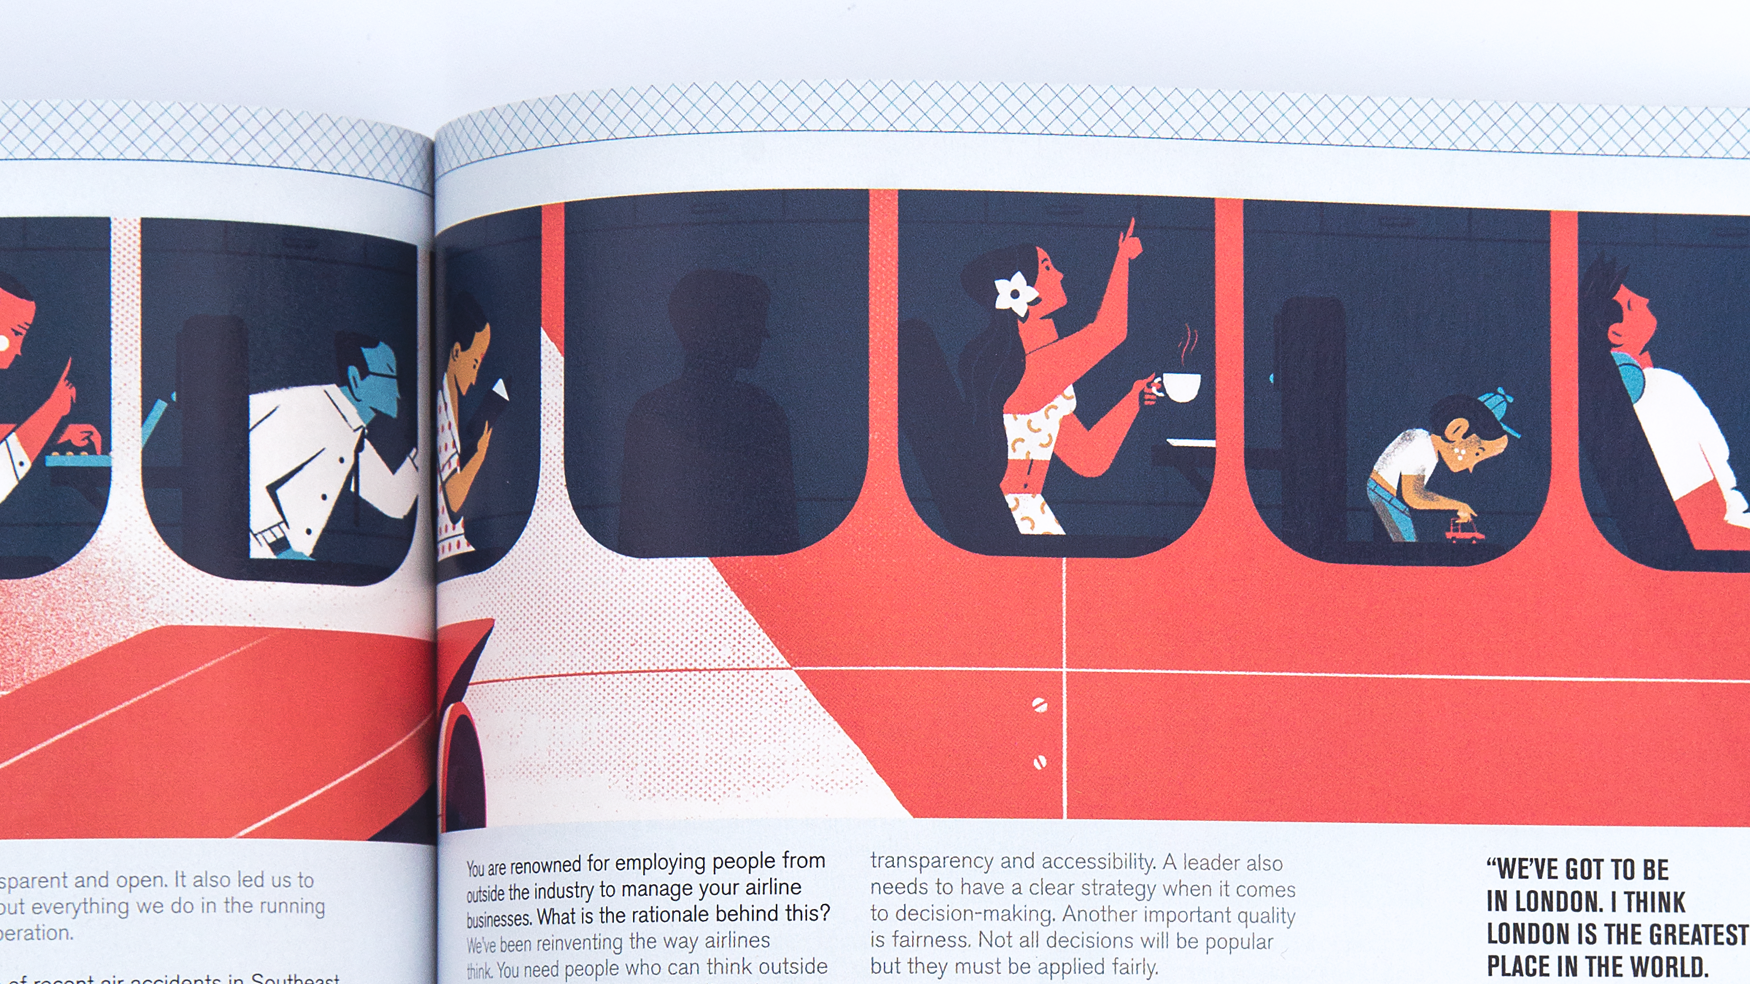 sparent and open. It also led us to
out everything we do in the running
peration.
of recent air accidents in Southeast
You are renowned for employing people from
outside the industry to manage your airline
businesses. What is the rationale behind this?
We've been reinventing the way airlines
think. You need people who can think outside
transparency and accessibility. A leader also
needs to have a clear strategy when it comes
to decision-making. Another important quality
is fairness. Not all decisions will be popular
but they must be applied fairly.
“WE’VE GOT TO BE
IN LONDON. I THINK
LONDON IS THE GREATEST
PLACE IN THE WORLD.